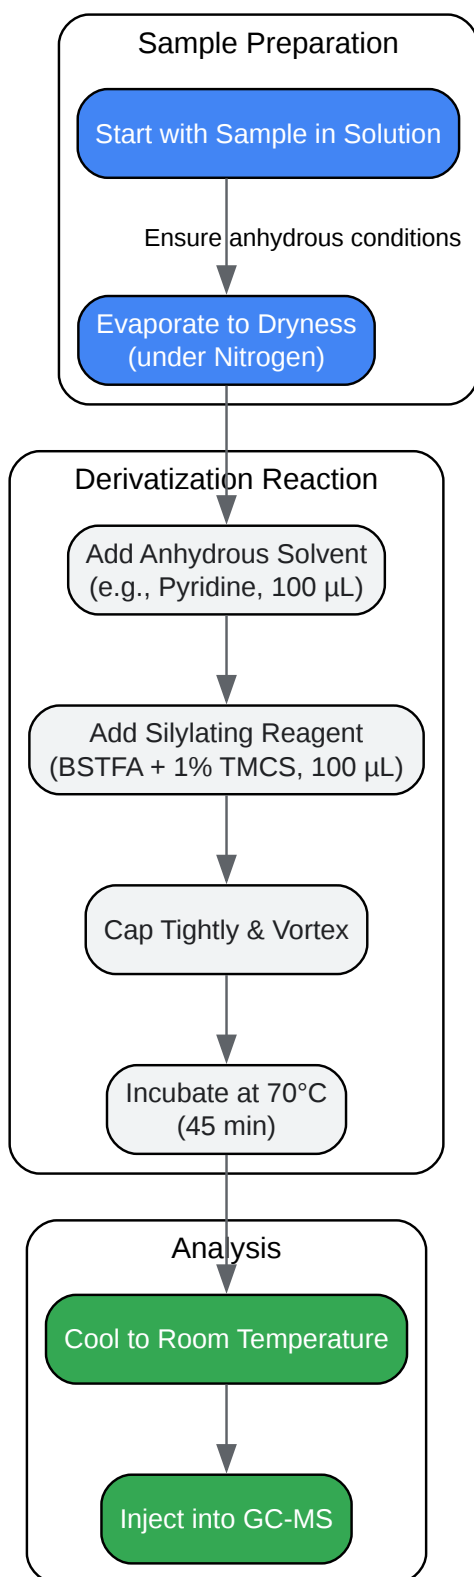 Sample Preparation
Start with Sample in Solution
Ensure anhydrous conditions
Evaporate to Dryness
(under Nitrogen)
Derivatization Reaction
Add Anhydrous Solvent
(e.g., Pyridine, 100 µL)
Add Silylating Reagent
(BSTFA + 1% TMCS, 100 µL)
Cap Tightly & Vortex
Incubate at 70°C
(45 min)
Analysis
Cool to Room Temperature
Inject into GC-MS